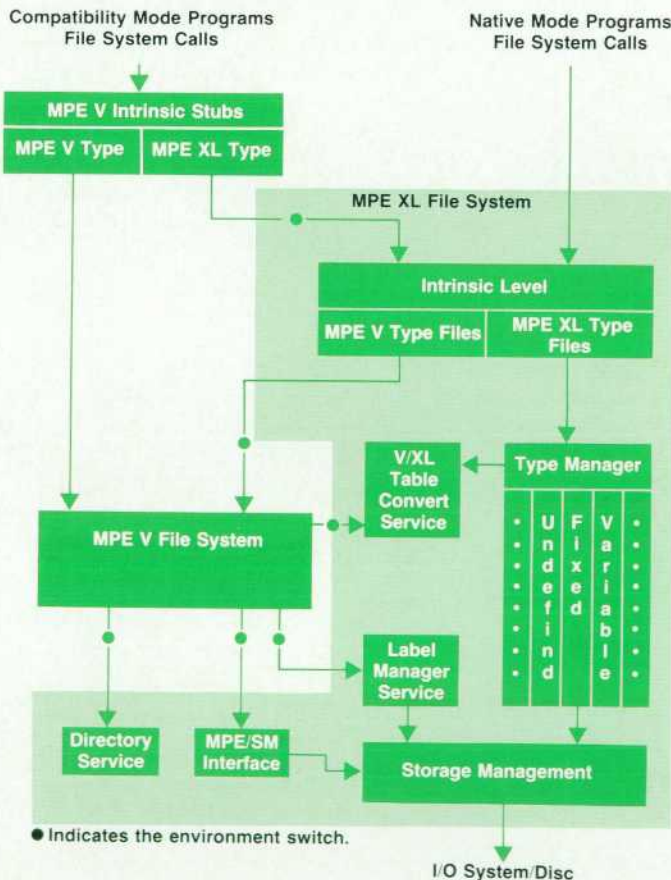 Compatibility Mode Programs
File System Calls
Native Mode Programs
File System Calls
MPE V Intrinsic Stubs
MPE V Type
MPE XL Type
MPE XL File System
Intrinsic Level
MPE V Type Files
MPE XL Type
Files
V/XL
Table
Convert
Service
Type Manager
MPE V File System
Undefind
Fixed
Variable
Label
Manager
Service
Directory
Service
MPE/SM
Interface
Storage Management
● Indicates the environment switch.
I/O System/Disc